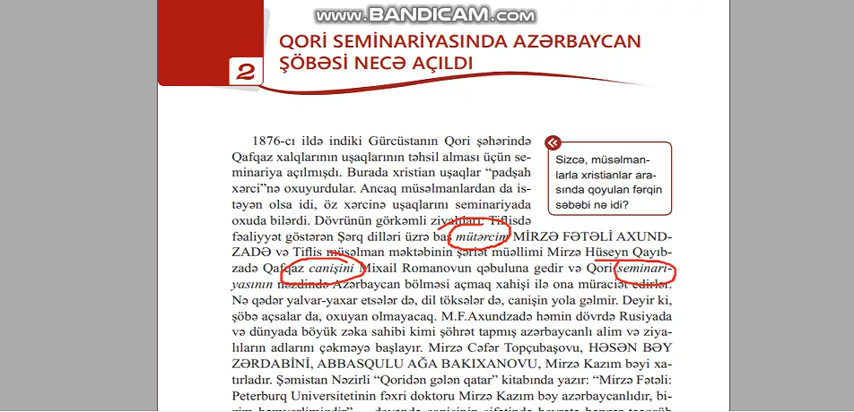 www.BANDICAM.com
2
QORİ SEMİNARİYASINDA AZƏRBAYCAN
ŞÖBƏSİ NECƏ AÇILDI
1876-cı ildə indiki Gürcüstanın Qori şəhərində
Qafqaz xalqlarının uşaqlarının təhsil alması üçün se-
minariya açılmışdı. Burada xristian uşaqlar “padşah
xərci”nə oxuyurdular. Ancaq müsəlmanlardan da is-
təyən olsa idi, öz xərcinə uşaqlarını seminariyada
oxuda bilərdi. Dövrünün görkəmli ziyalıları: Tiflisdə
fəaliyyət göstərən Şərq dilləri üzrə baş mütərcim MİRZƏ FƏTƏLİ AXUND-
ZADƏ və Tiflis müsəlman məktəbinin şəriət müəllimi Mirzə Hüseyn Qayıb-
zadə Qafqaz canişini Mixail Romanovun qəbuluna gedir və Qori seminari-
yasının nəzdində Azərbaycan bölməsi açmaq xahişi ilə ona müraciət edirlər.
Nə qədər yalvar-yaxar etsələr də, dil töksələr də, canişin yola gəlmir. Deyir ki,
şöbə açsalar da, oxuyan olmayacaq. M.F.Axundzadə həmin dövrdə Rusiyada
və dünyada böyük zəka sahibi kimi şöhrət tapmış azərbaycanlı alim və ziya-
lıların adlarını çəkməyə başlayır. Mirzə Cəfər Topçubaşovu, HƏSƏN BƏY
ZƏRDABİNİ, ABBASQULU AĞA BAKIXANOVU, Mirzə Kazım bəyi xa-
tırladır. Şəmistan Nəzirli “Qoridən gələn qatar” kitabında yazır: “Mirzə Fətəli:
Peterburq Universitetinin fəxri doktoru Mirzə Kazım bəy azərbaycanlıdır, bi-
Sizcə, müsəlman-
larla xristianlar ara-
sında qoyulan fərqin
səbəbi nə idi?